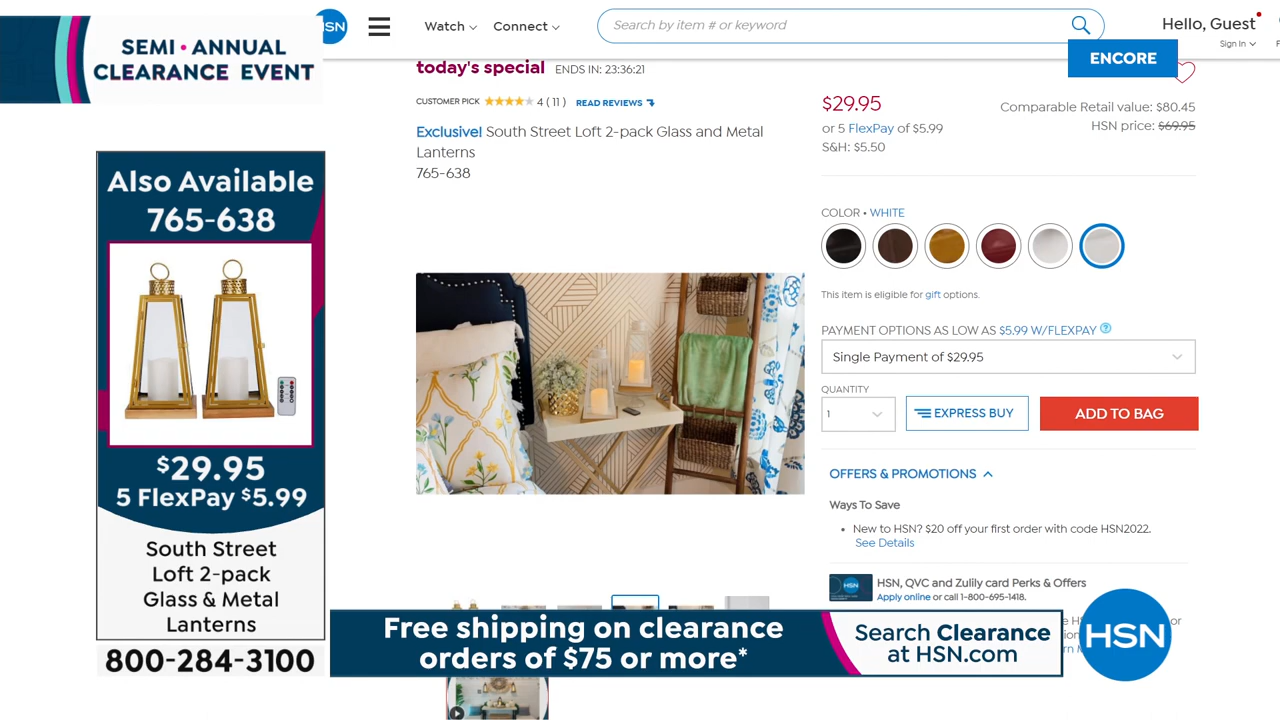 SEMI • ANNUAL
CLEARANCE EVENT
HSN
Watch
Connect
Search by item # or keyword
Hello, Guest
Sign In
ENCORE
today's special ENDS IN: 23:36:21
CUSTOMER PICK 4 ( 11 ) READ REVIEWS
Exclusive! South Street Loft 2-pack Glass and Metal
Lanterns
765-638
$29.95
or 5 FlexPay of $5.99
S&H: $5.50
Comparable Retail value: $80.45
HSN price: $69.95
COLOR • WHITE
This item is eligible for gift options.
PAYMENT OPTIONS AS LOW AS $5.99 W/FLEXPAY ?
Single Payment of $29.95
QUANTITY
1
EXPRESS BUY
ADD TO BAG
OFFERS & PROMOTIONS
Ways To Save
• New to HSN? $20 off your first order with code HSN2022.
See Details
HSN
HSN, QVC and Zulily card Perks & Offers
Apply online or call 1-800-695-1418.
Also Available
765-638
$29.95
5 FlexPay $5.99
South Street
Loft 2-pack
Glass & Metal
Lanterns
800-284-3100
Free shipping on clearance
orders of $75 or more*
Search Clearance
at HSN.com
HSN